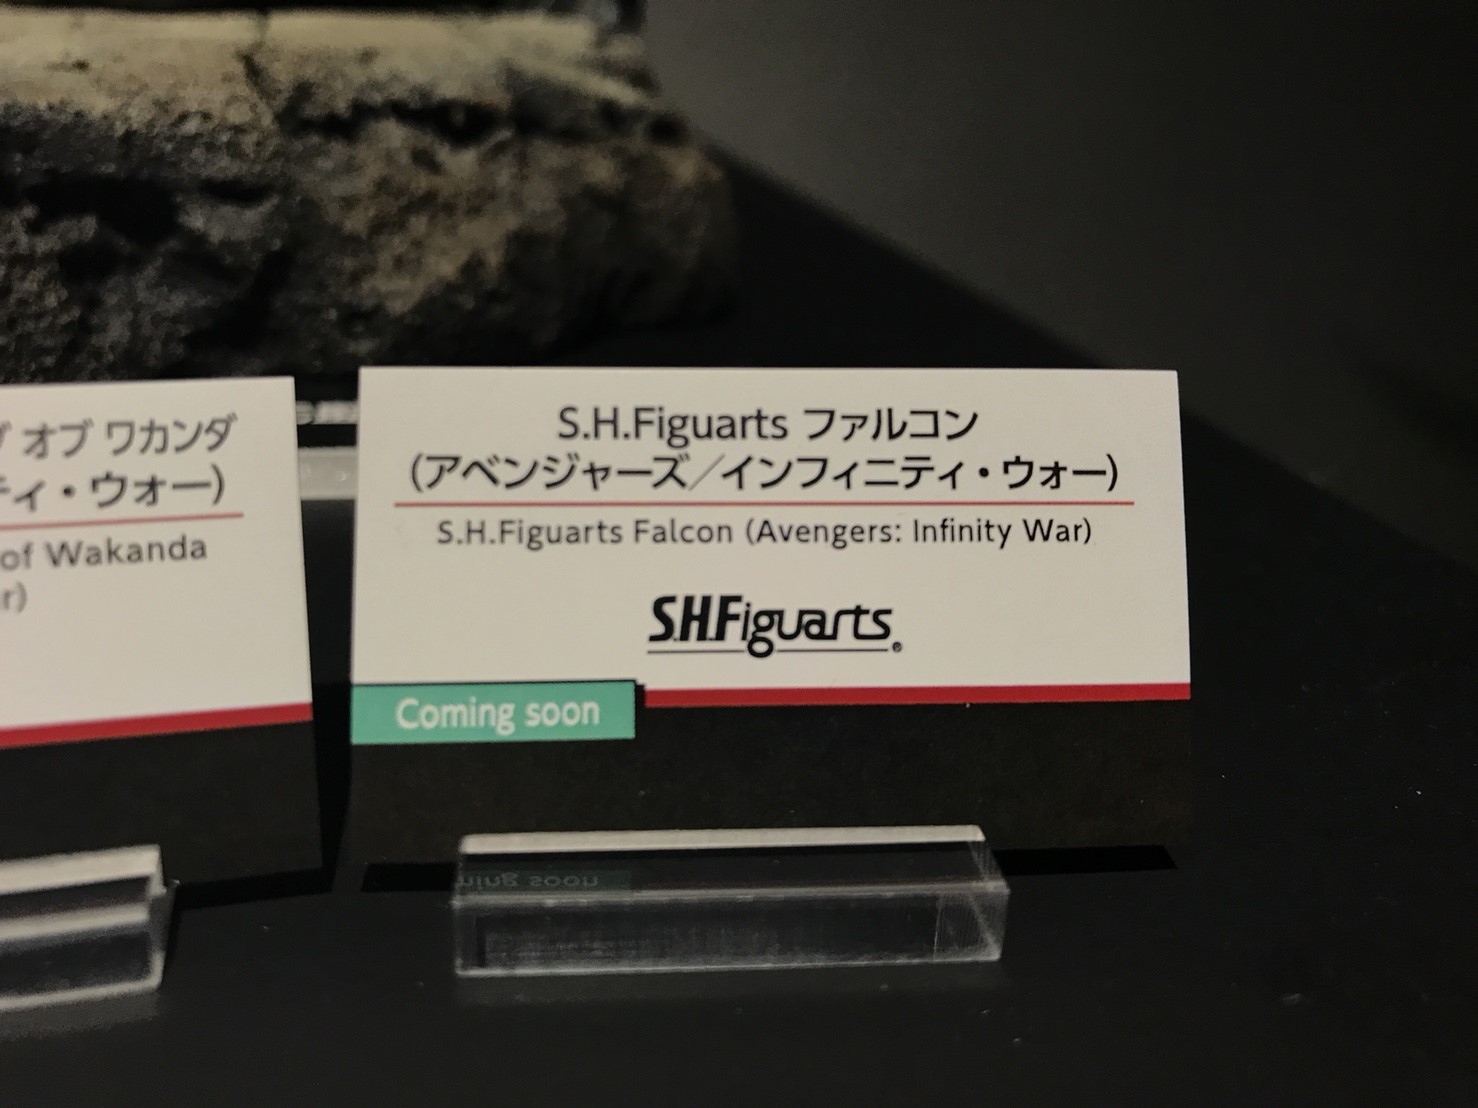 オブ ワカンダ
ティ・ウォー)
of Wakanda
r)
S.H.Figuarts ファルコン
(アベンジャーズ／インフィニティ・ウォー)
S.H.Figuarts Falcon (Avengers: Infinity War)
S.H.Figuarts®
Coming soon